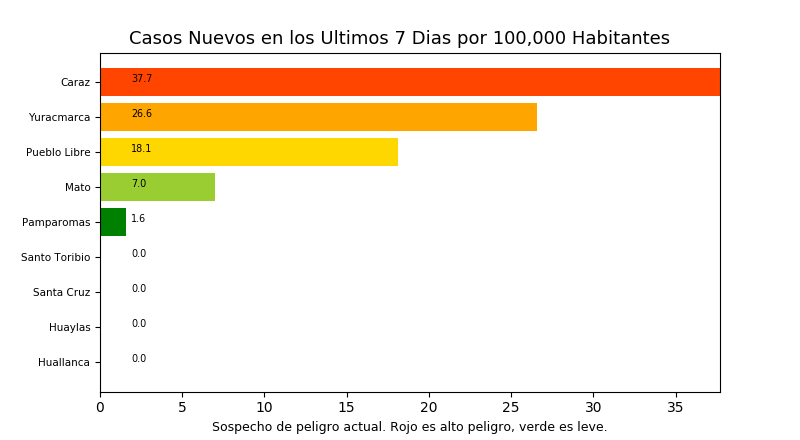 Casos Nuevos en los Ultimos 7 Dias por 100,000 Habitantes
Caraz 37.7
Yuracmarca 26.6
Pueblo Libre 18.1
Mato 7.0
Pamparomas 1.6
Santo Toribio 0.0
Santa Cruz 0.0
Huaylas 0.0
Huallanca 0.0
0 5 10 15 20 25 30 35
Sospecho de peligro actual. Rojo es alto peligro, verde es leve.